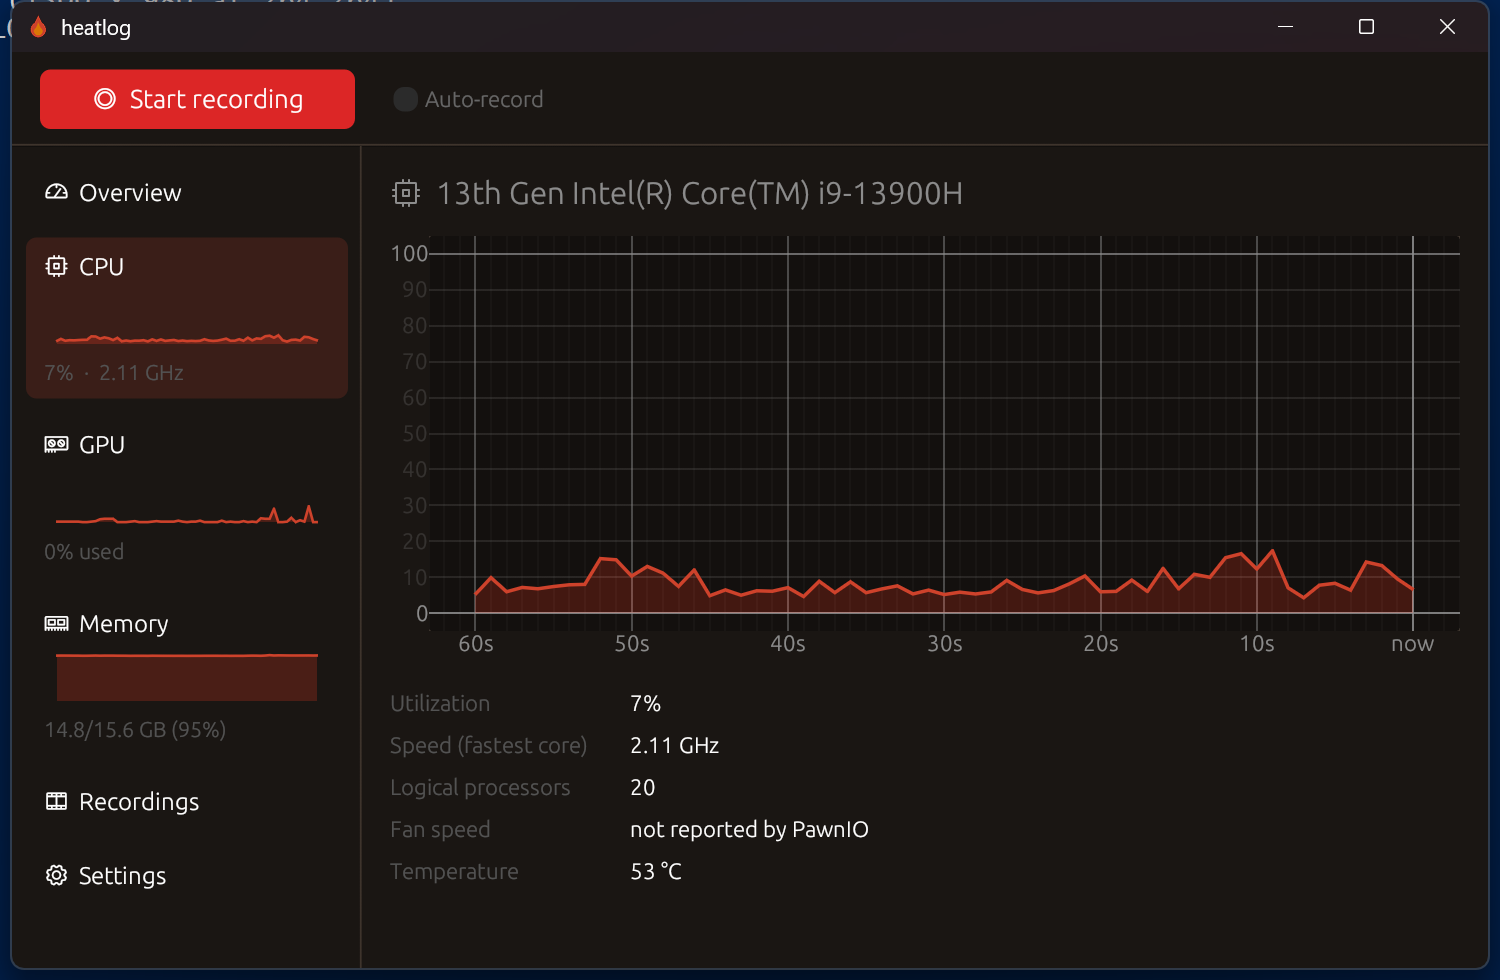 heatlog
Start recording
Auto-record
Overview
CPU
7% · 2.11 GHz
GPU
0% used
Memory
14.8/15.6 GB (95%)
Recordings
Settings
13th Gen Intel(R) Core(TM) i9-13900H
100
90
80
70
60
50
40
30
20
10
0
60s 50s 40s 30s 20s 10s now
Utilization 7%
Speed (fastest core) 2.11 GHz
Logical processors 20
Fan speed not reported by PawnIO
Temperature 53 °C